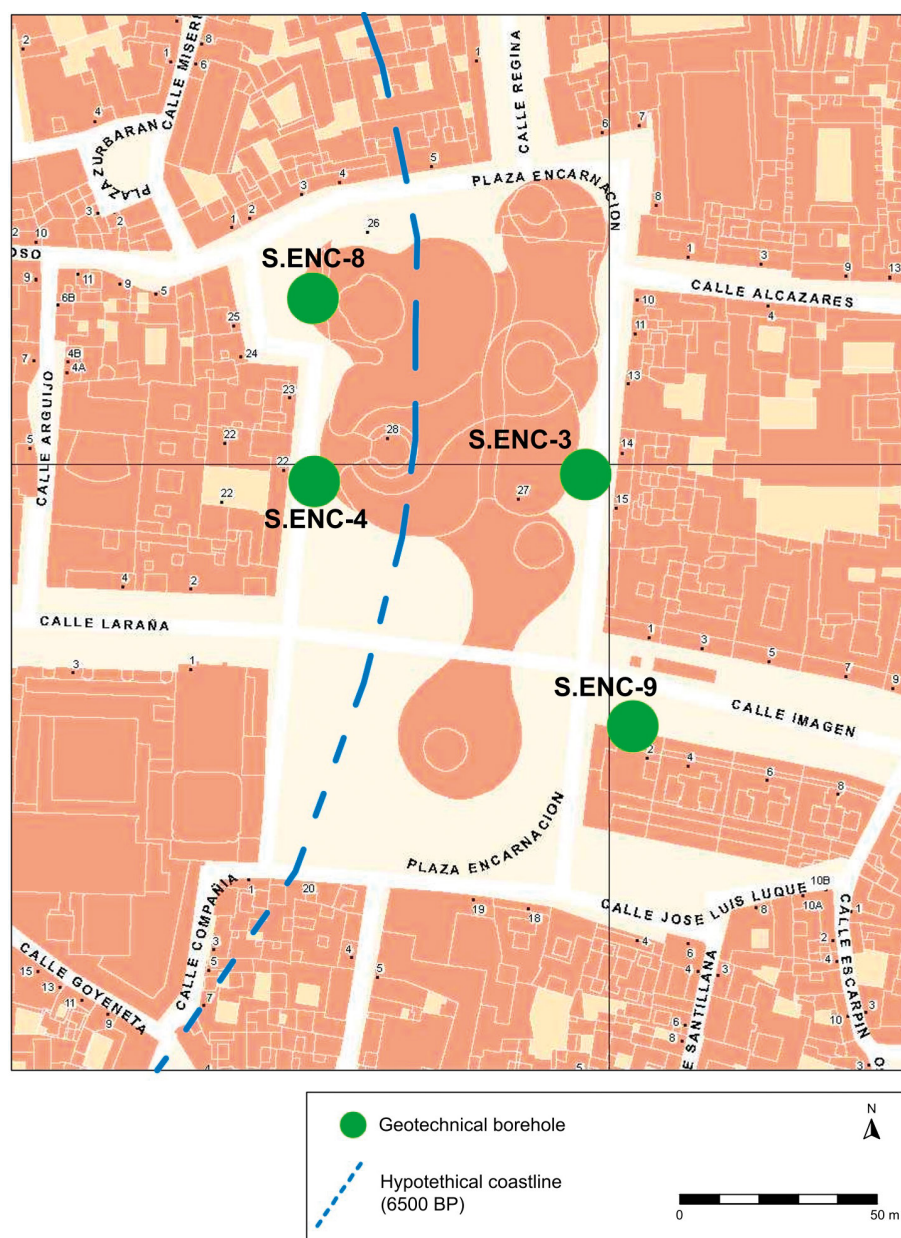 CALLE MISER
CALLE REGINA
PLAZA ZURBARAN
PLAZA ENCARNACION
OSO
S.ENC-8
CALLE ALCAZARES
CALLE ARGUIJO
S.ENC-3
S.ENC-4
CALLE LARAÑA
S.ENC-9
CALLE IMAGEN
PLAZA ENCARNACION
CALLE COMPAÑIA
CALLE JOSE LUIS LUQUE
CALLE GOYENETA
E SANTILLANA
CALLE ESCARPIN
Geotechnical borehole
N
Hypotethical coastline
(6500 BP)
0 50 m